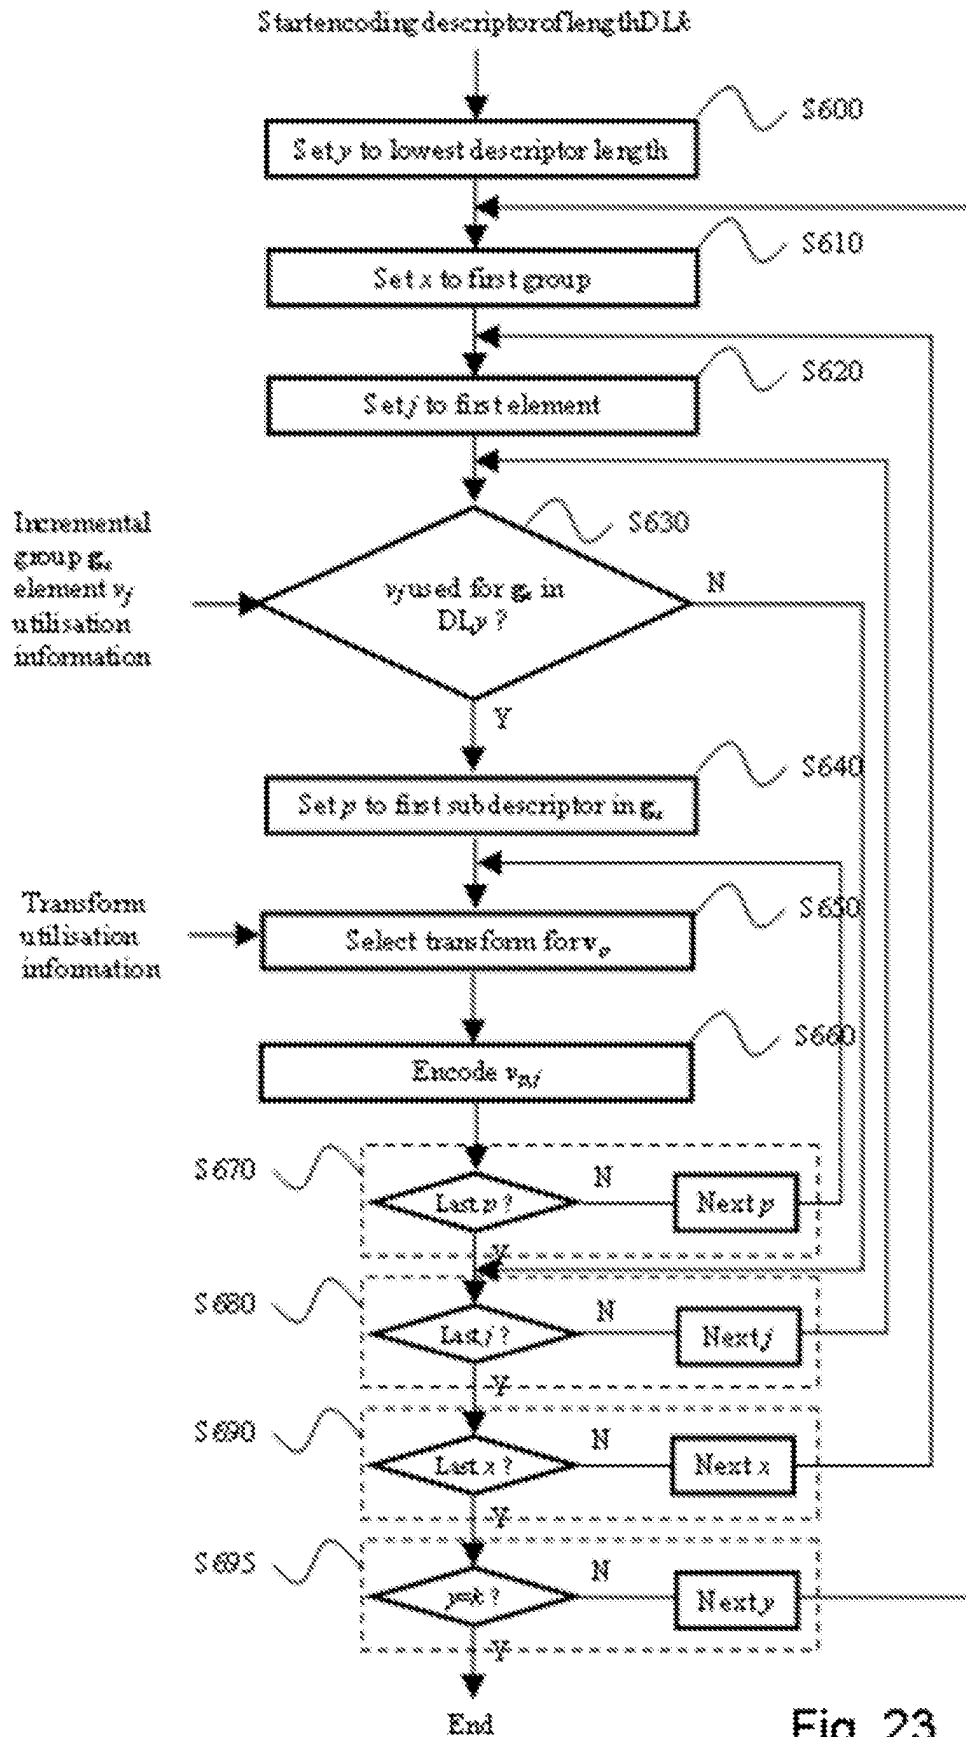 Start encoding descriptor of length DLk
S600
Set y to lowest descriptor length
S610
Set x to first group
S620
Set j to first element
Incremental
group gx
element vj
utilisation
information
S630
vj used for gx in
DLy ?
N
Y
S640
Set p to first subdescriptor in gx
Transform
utilisation
information
S650
Select transform for vp
S660
Encode vp,j
S670
Last p ?
N
Next p
Y
S680
Last j ?
N
Next j
Y
S690
Last x ?
N
Next x
Y
S695
y=k ?
N
Next y
Y
End
Fig. 23